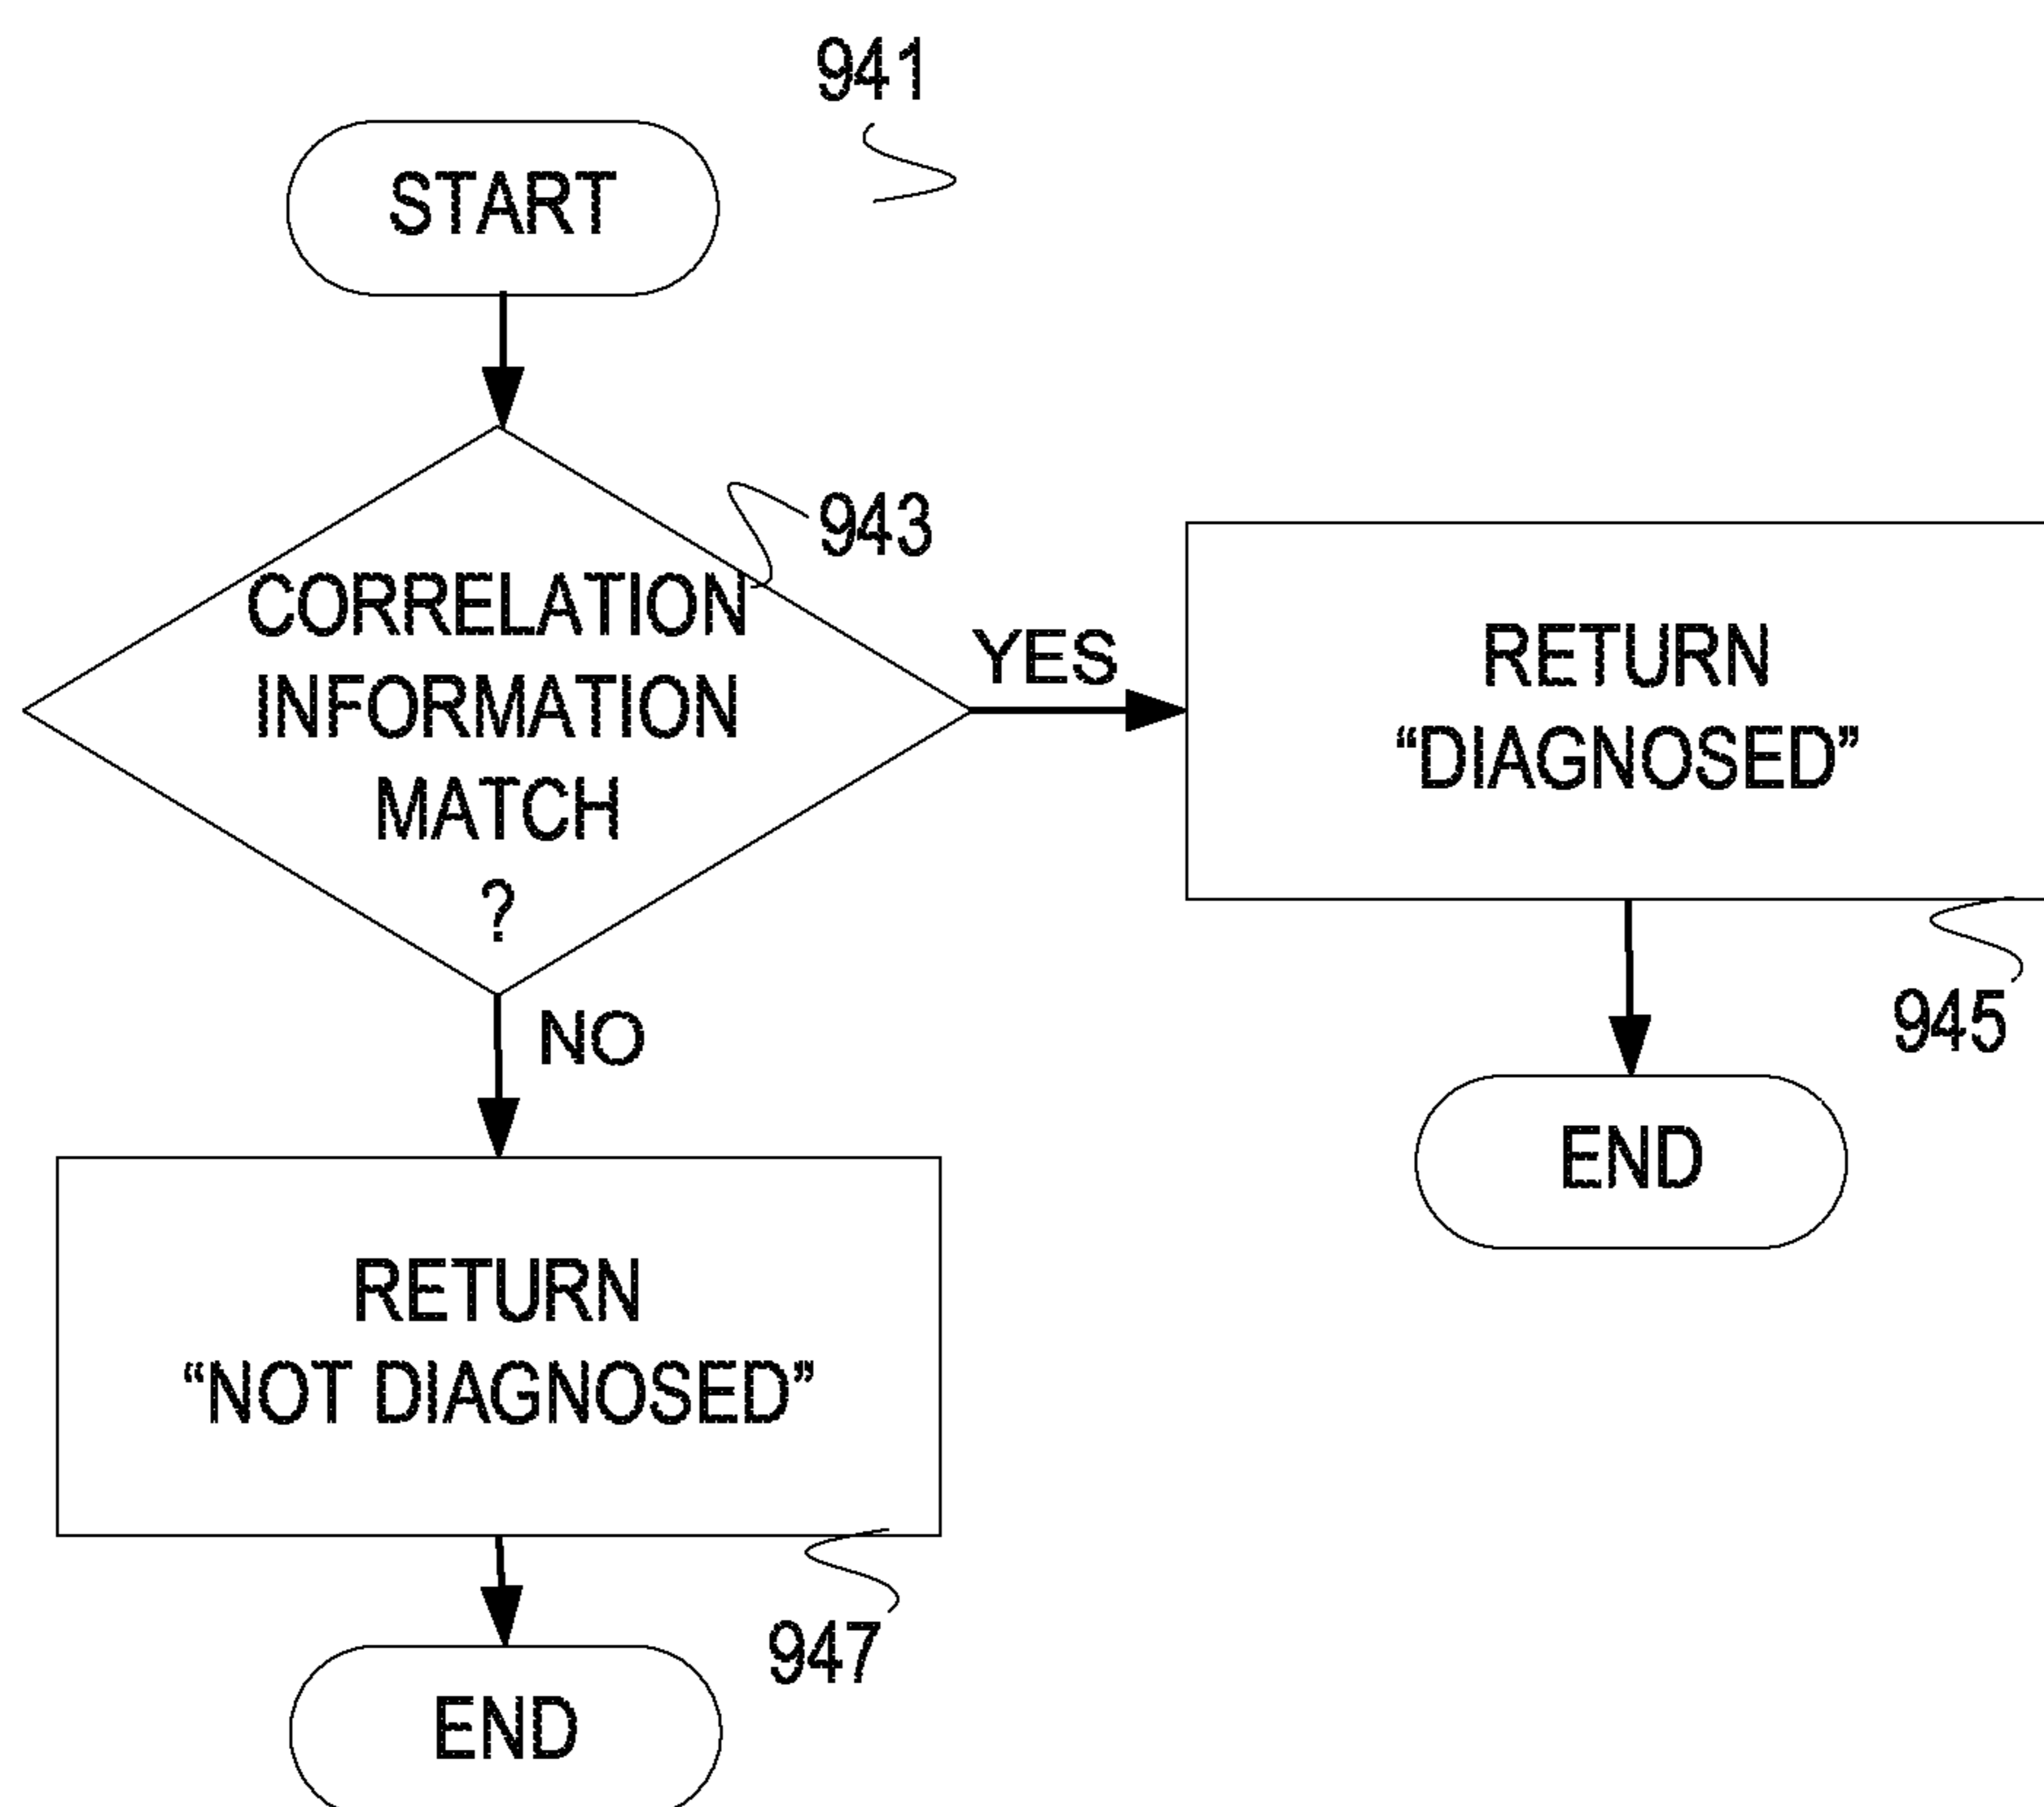 941
START
943
CORRELATION
INFORMATION
MATCH
?
YES
RETURN
“DIAGNOSED”
945
END
NO
RETURN
“NOT DIAGNOSED”
947
END